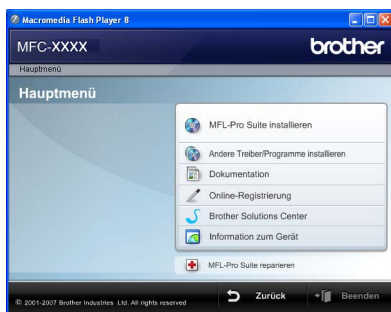 Macromedia Flash Player 8
MFC-XXXX
brother
Hauptmenü
Hauptmenü
MFL-Pro Suite installieren
Andere Treiber/Programme installieren
Dokumentation
Online-Registrierung
Brother Solutions Center
Information zum Gerät
MFL-Pro Suite reparieren
© 2001-2007 Brother Industries Ltd. All rights reserved
Zurück
Beenden